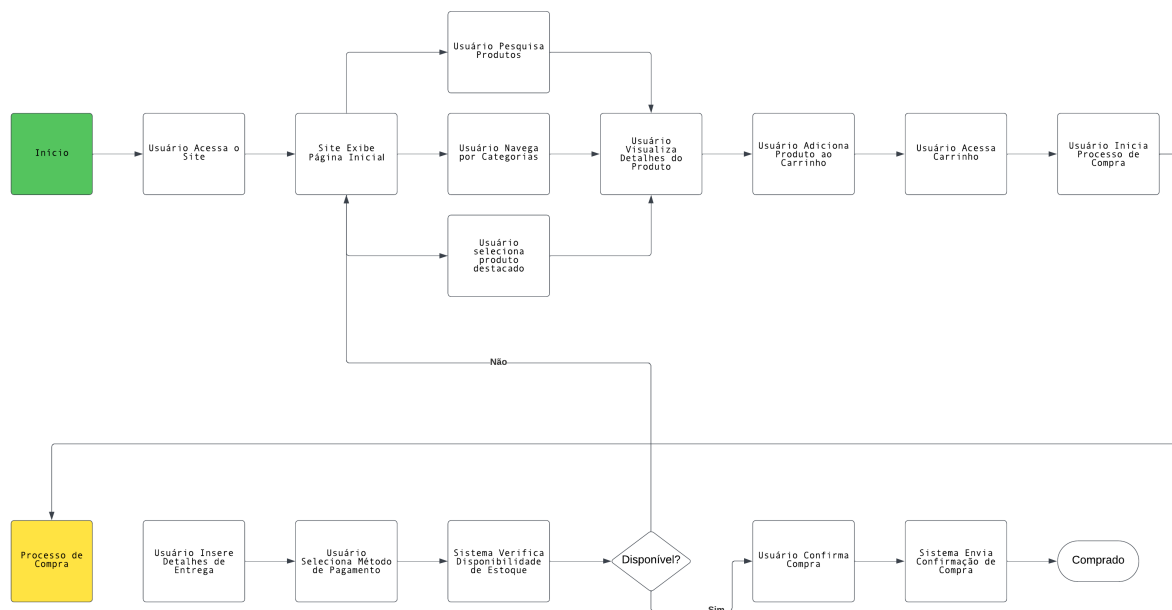 Usuário Pesquisa
Produtos
Início
Usuário Acessa o
Site
Site Exibe
Página Inicial
Usuário Navega
por Categorias
Usuário
Visualiza
Detalhes do
Produto
Usuário Adiciona
Produto ao
Carrinho
Usuário Acessa
Carrinho
Usuário Inicia
Processo de
Compra
Usuário
seleciona
produto
destacado
Não
Processo de
Compra
Usuário Insere
Detalhes de
Entrega
Usuário
Seleciona Método
de Pagamento
Sistema Verifica
Disponibilidade
de Estoque
Disponível?
Usuário Confirma
Compra
Sistema Envia
Confirmação de
Compra
Comprado
Sim